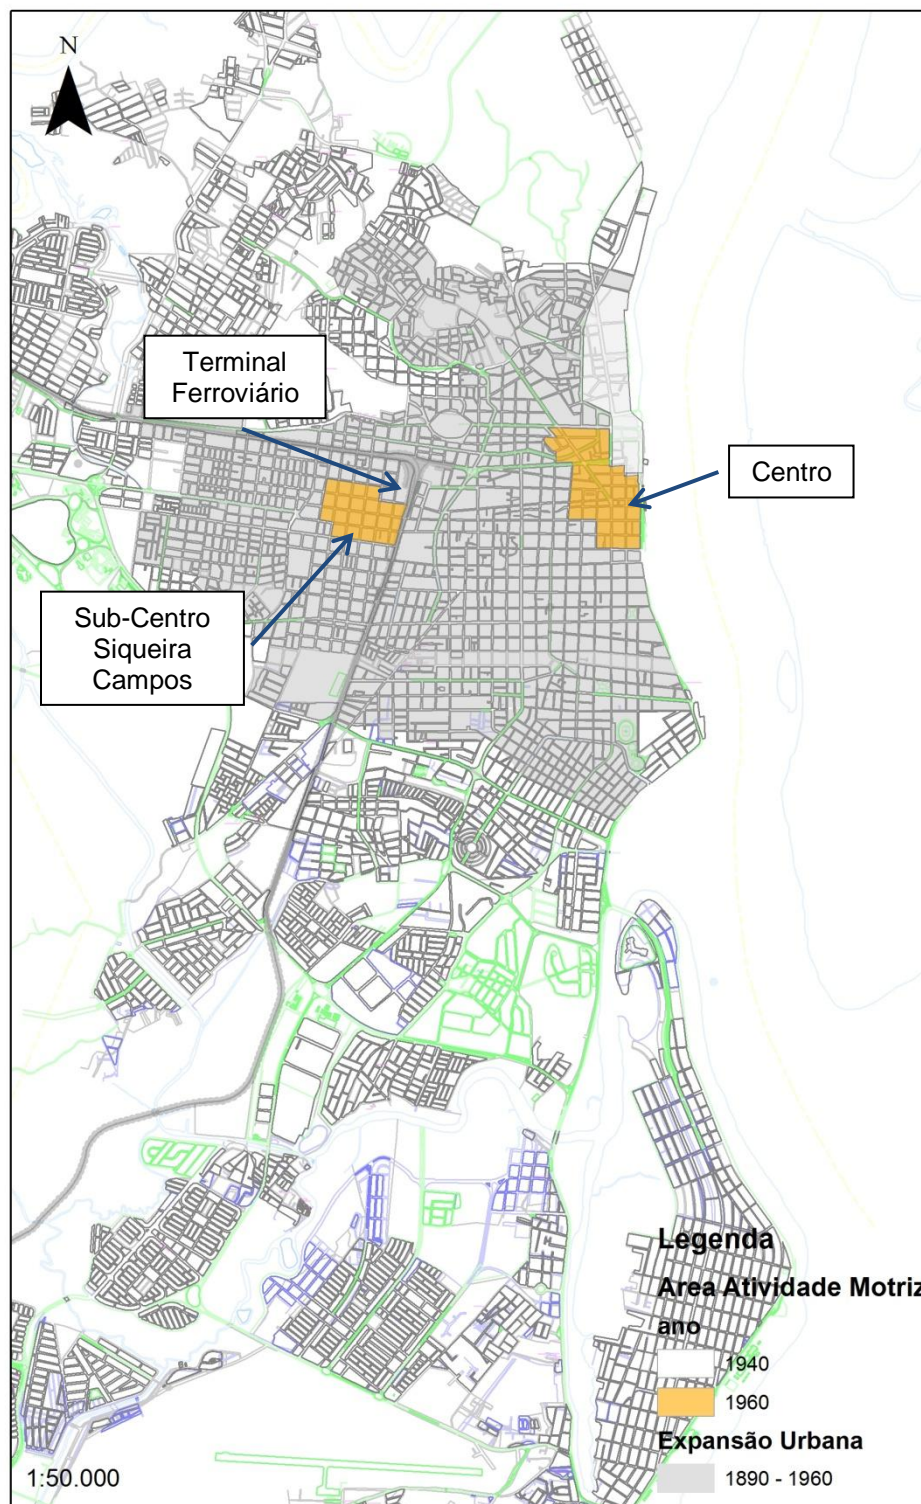 N
Terminal
Ferroviário
Centro
Sub-Centro
Siqueira
Campos
Legenda
Area Atividade Motriz
ano
1940
1960
Expansão Urbana
1890 - 1960
1:50.000